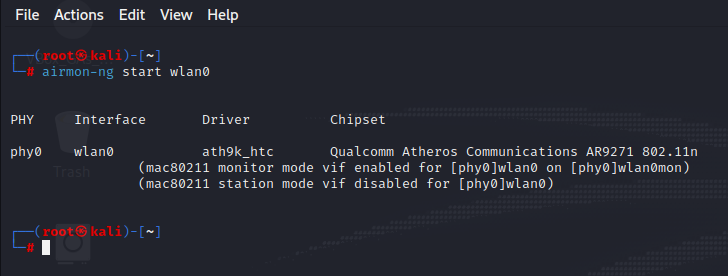 File Actions Edit View Help
┌──(root㉿kali)-[~]
└─# airmon-ng start wlan0
PHY Interface Driver Chipset
phy0 wlan0 ath9k_htc Qualcomm Atheros Communications AR9271 802.11n
(mac80211 monitor mode vif enabled for [phy0]wlan0 on [phy0]wlan0mon)
(mac80211 station mode vif disabled for [phy0]wlan0)
Trash
┌──(root㉿kali)-[~]
└─#